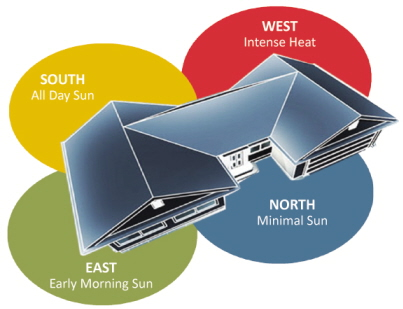 WEST
Intense Heat
SOUTH
All Day Sun
NORTH
Minimal Sun
EAST
Early Morning Sun